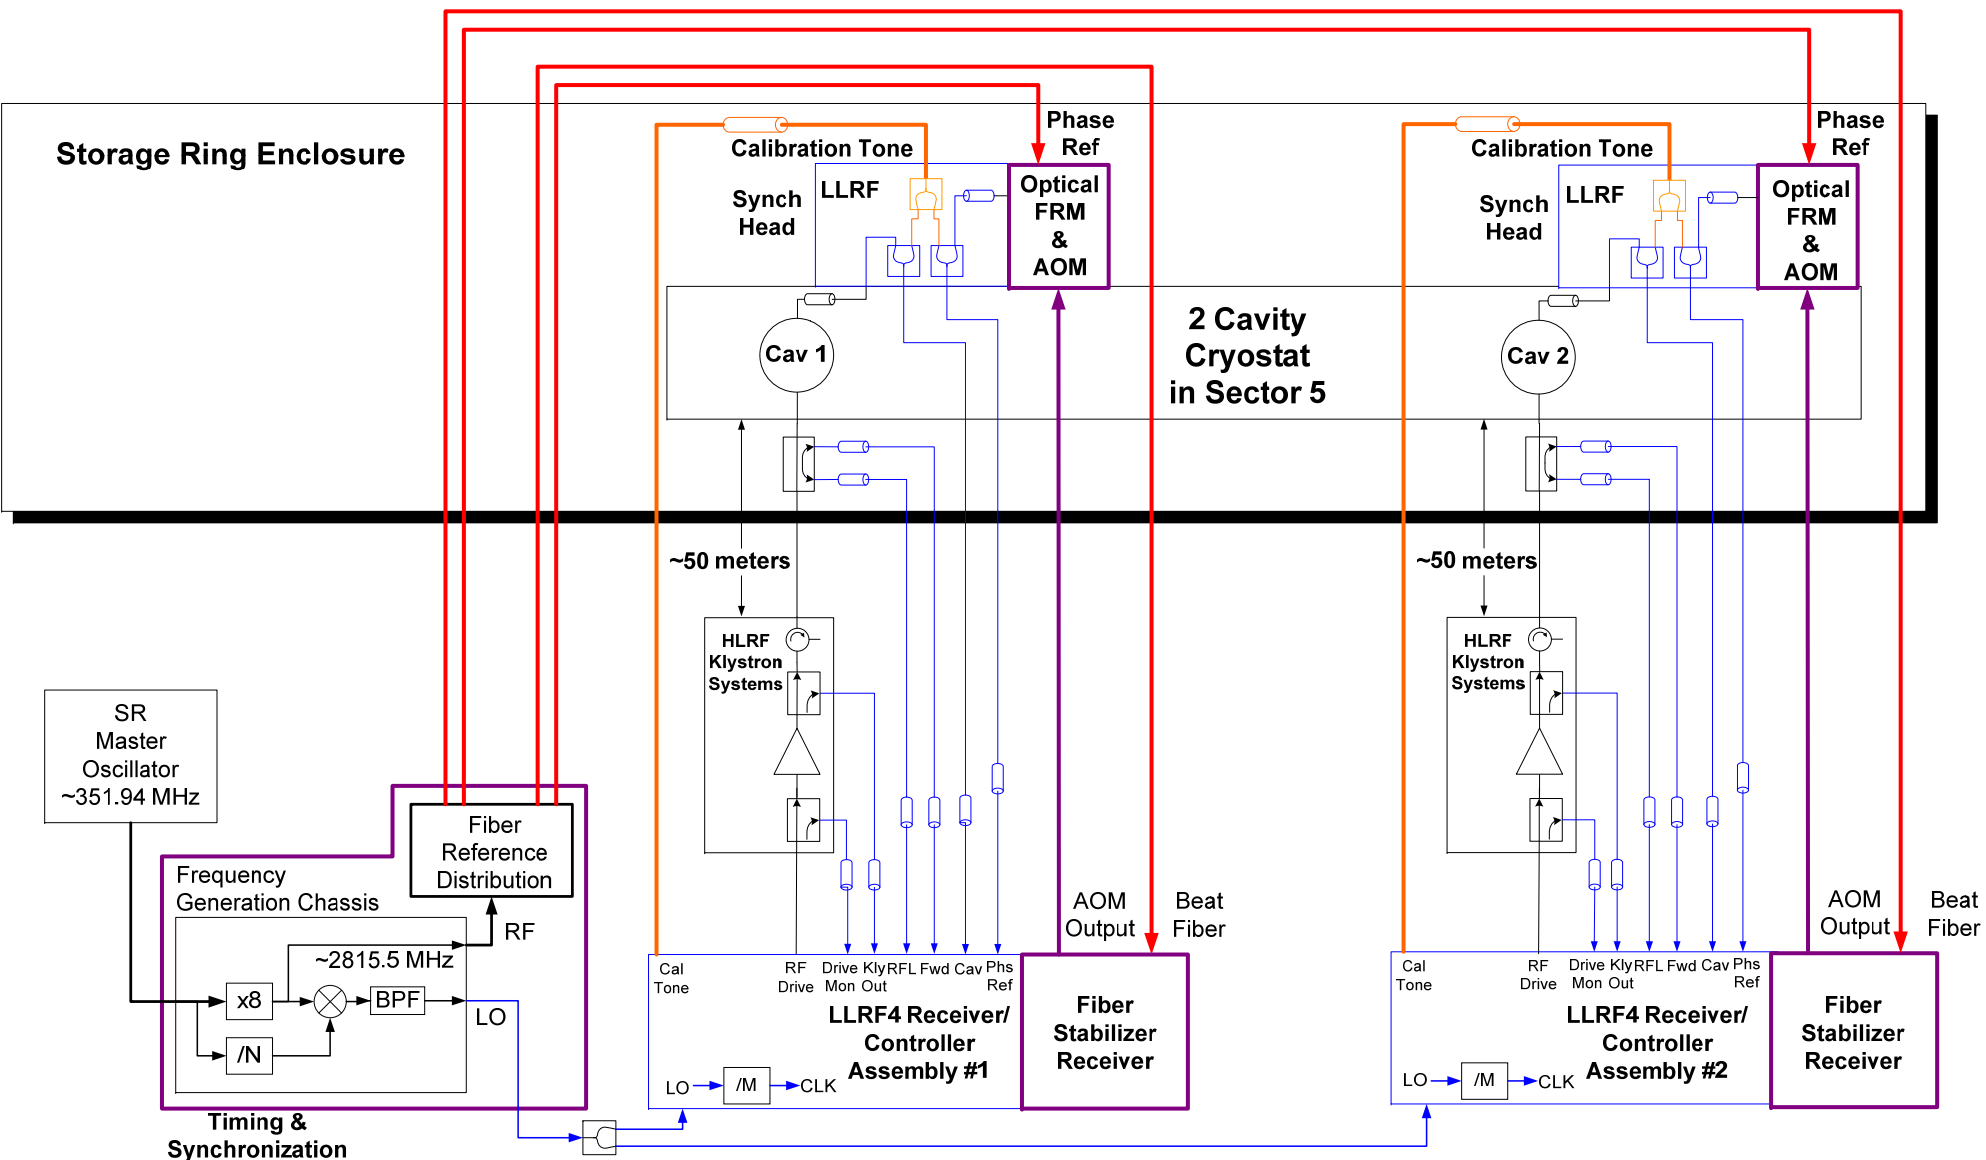 Storage Ring Enclosure
Calibration Tone
Phase
Ref
LLRF
Synch
Head
Optical
FRM
&
AOM
Calibration Tone
Phase
Ref
LLRF
Synch
Head
Optical
FRM
&
AOM
Cav 1
2 Cavity
Cryostat
in Sector 5
Cav 2
~50 meters
~50 meters
HLRF
Klystron
Systems
HLRF
Klystron
Systems
SR
Master
Oscillator
~351.94 MHz
Fiber
Reference
Distribution
Frequency
Generation Chassis
RF
~2815.5 MHz
x8
BPF
LO
/N
Timing &
Synchronization
AOM
Output
Beat
Fiber
Cal
Tone
RF
Drive
Drive
Mon
Kly
Out
RFL
Fwd
Cav
Phs
Ref
LLRF4 Receiver/
Controller
Assembly #1
LO
/M
CLK
Fiber
Stabilizer
Receiver
AOM
Output
Beat
Fiber
Cal
Tone
RF
Drive
Drive
Mon
Kly
Out
RFL
Fwd
Cav
Phs
Ref
LLRF4 Receiver/
Controller
Assembly #2
LO
/M
CLK
Fiber
Stabilizer
Receiver